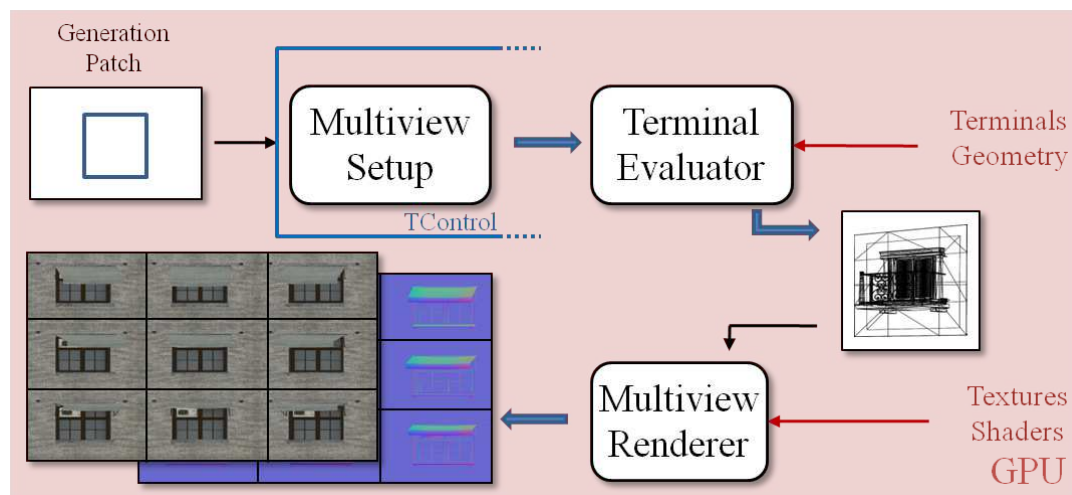 Generation
Patch
Multiview
Setup
TControl
Terminal
Evaluator
Terminals
Geometry
Multiview
Renderer
Textures
Shaders
GPU